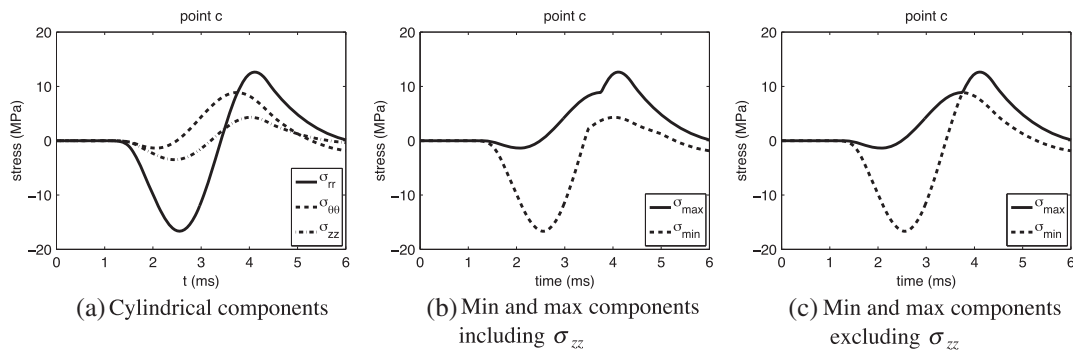 point c
20
10
0
−10
−20
stress (MPa)
σrr
σθθ
σzz
0 1 2 3 4 5 6
t (ms)
(a) Cylindrical components
point c
20
10
0
−10
−20
stress (MPa)
σmax
σmin
0 1 2 3 4 5 6
time (ms)
(b) Min and max components
including σzz
point c
20
10
0
−10
−20
stress (MPa)
σmax
σmin
0 1 2 3 4 5 6
time (ms)
(c) Min and max components
excluding σzz